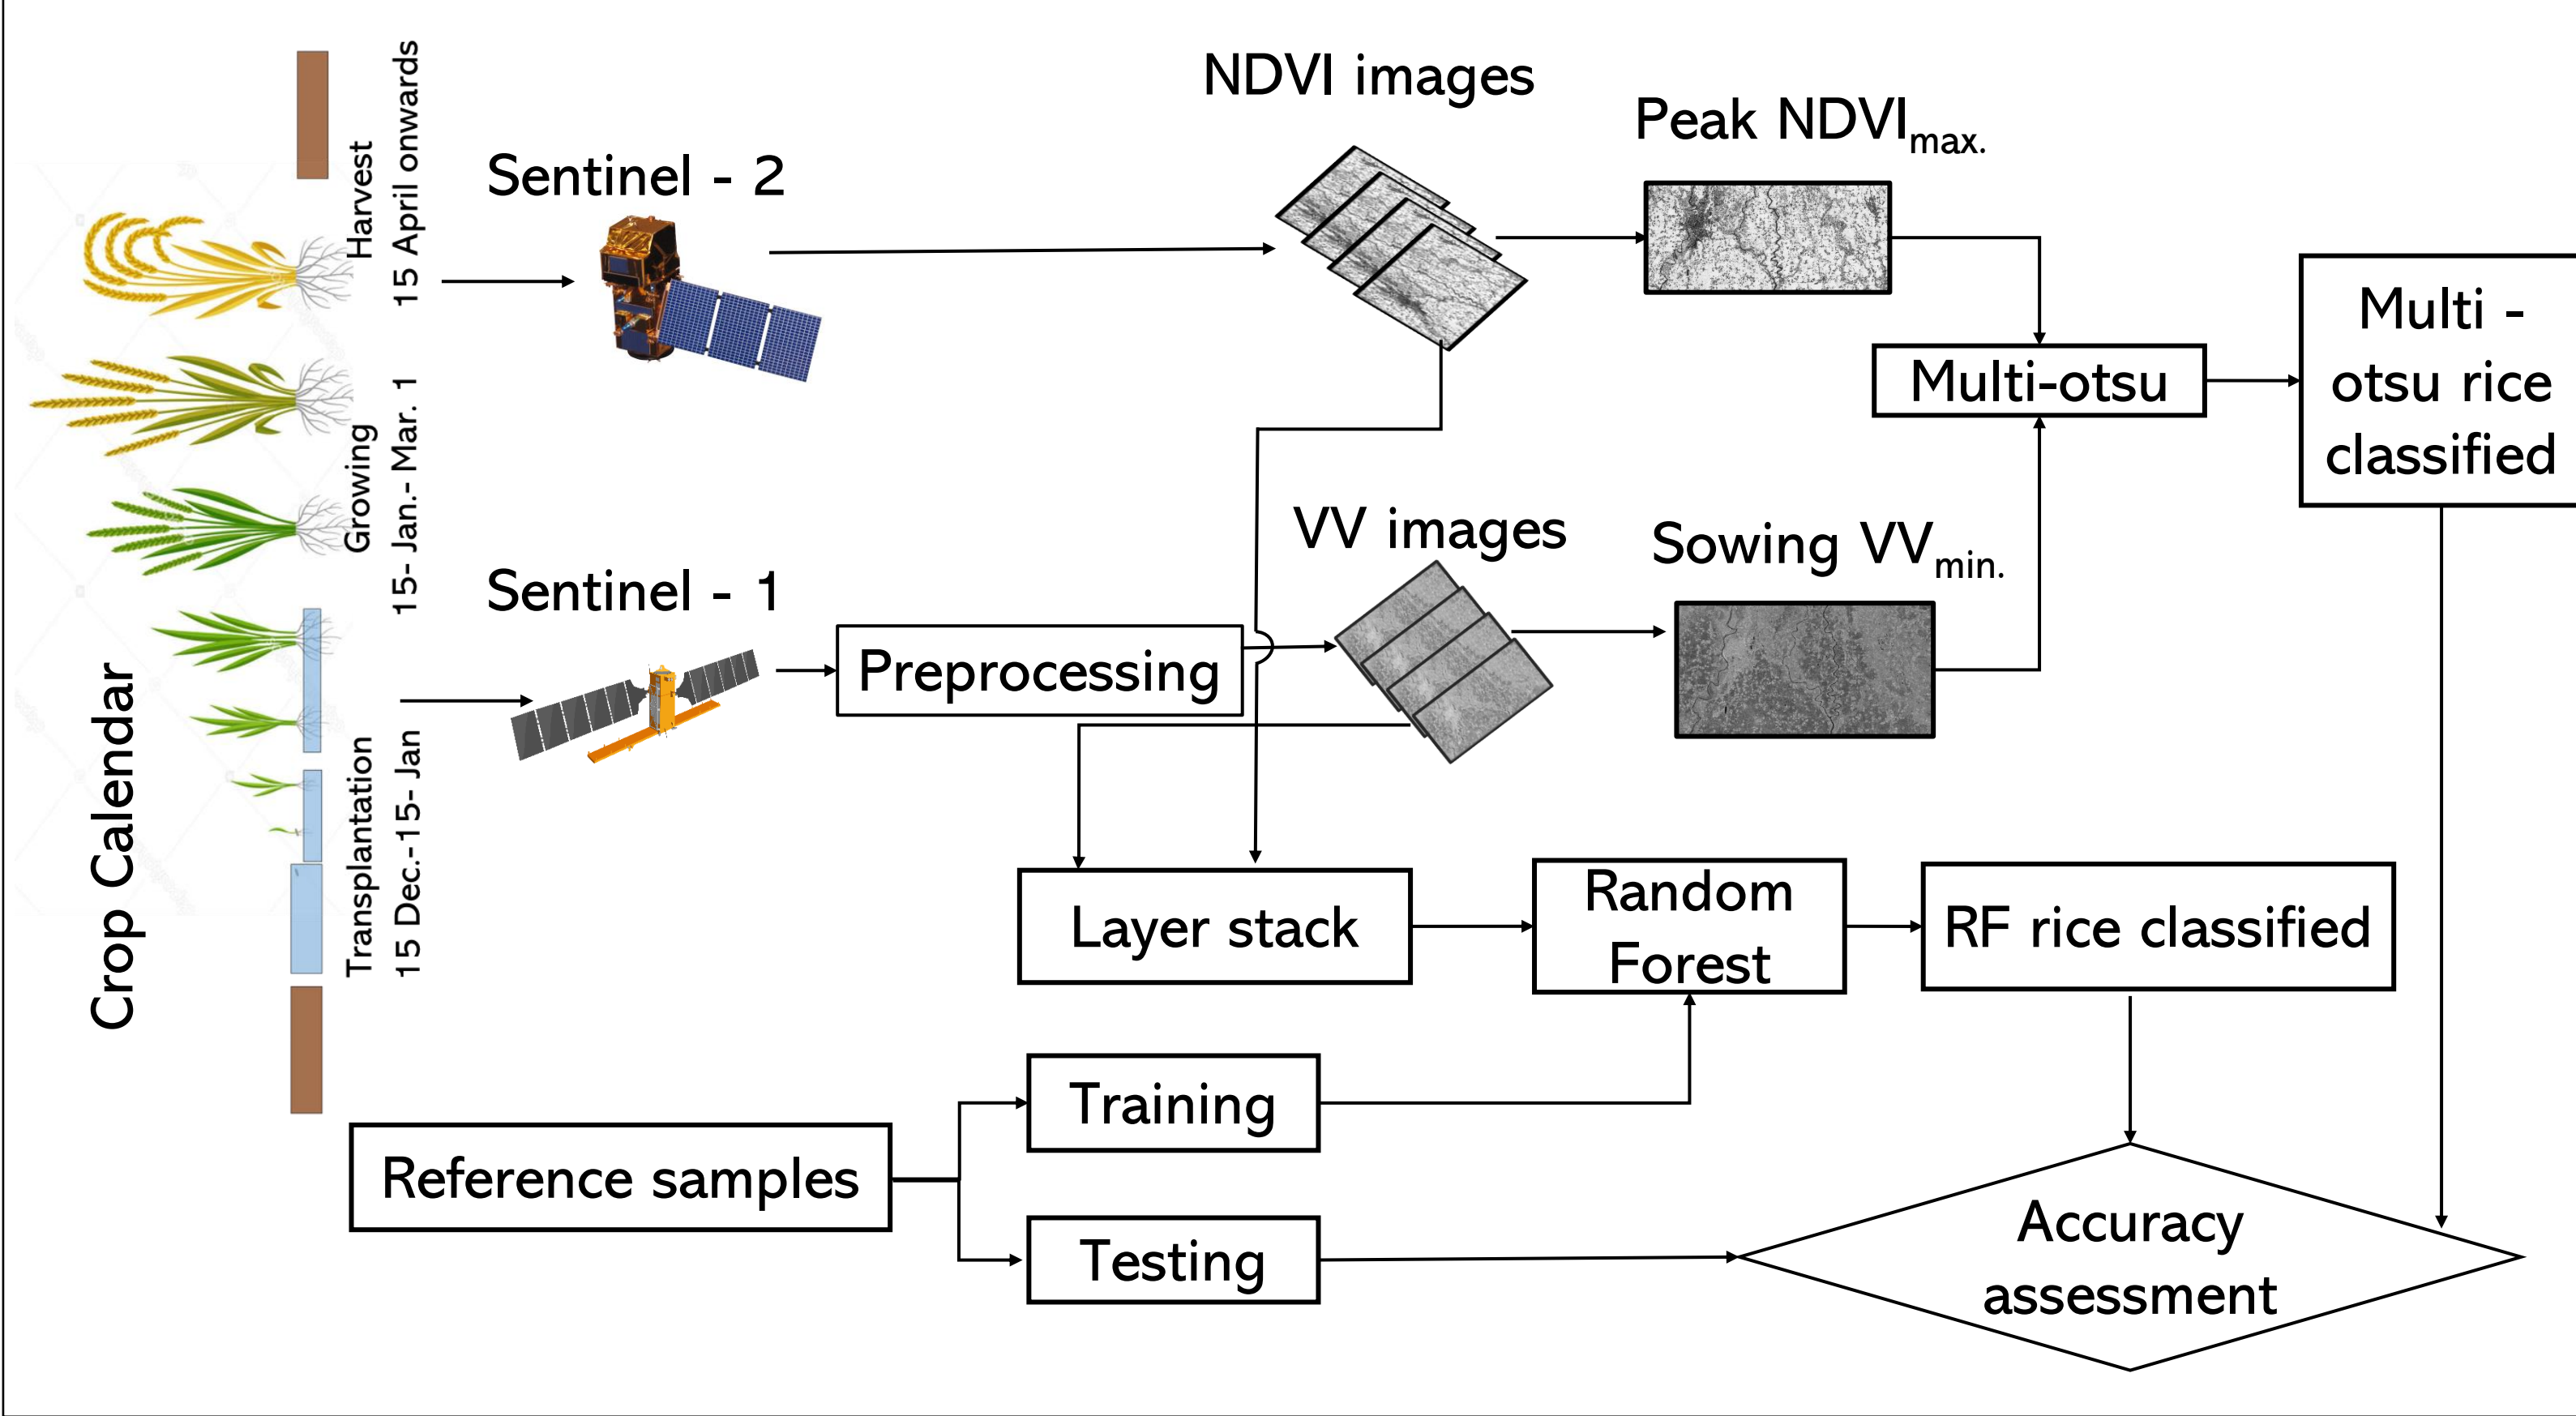 Crop Calendar
Harvest
15 April onwards
Growing
15- Jan.- Mar. 1
Transplantation
15 Dec.-15- Jan
Sentinel - 2
NDVI images
Peak NDVImax.
Multi-otsu
Multi -
otsu rice
classified
Sentinel - 1
Preprocessing
VV images
Sowing VVmin.
Layer stack
Random
Forest
RF rice classified
Reference samples
Training
Testing
Accuracy
assessment